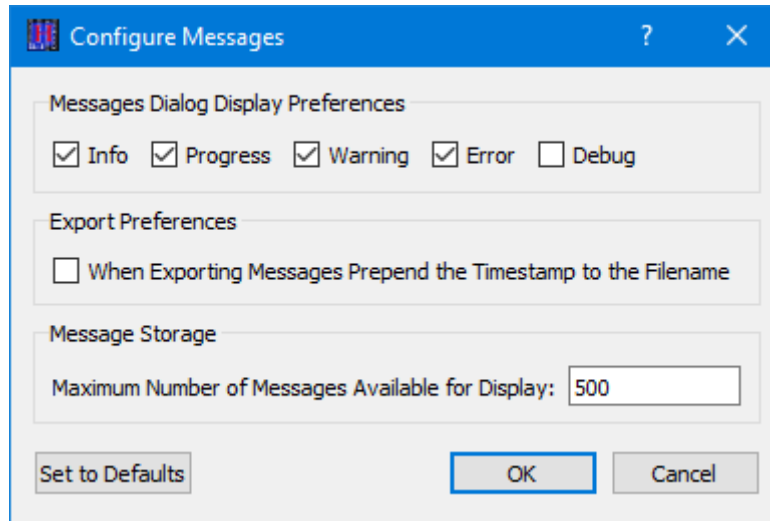 Configure Messages
Messages Dialog Display Preferences
Info Progress Warning Error Debug
Export Preferences
When Exporting Messages Prepend the Timestamp to the Filename
Message Storage
Maximum Number of Messages Available for Display: 500
Set to Defaults OK Cancel